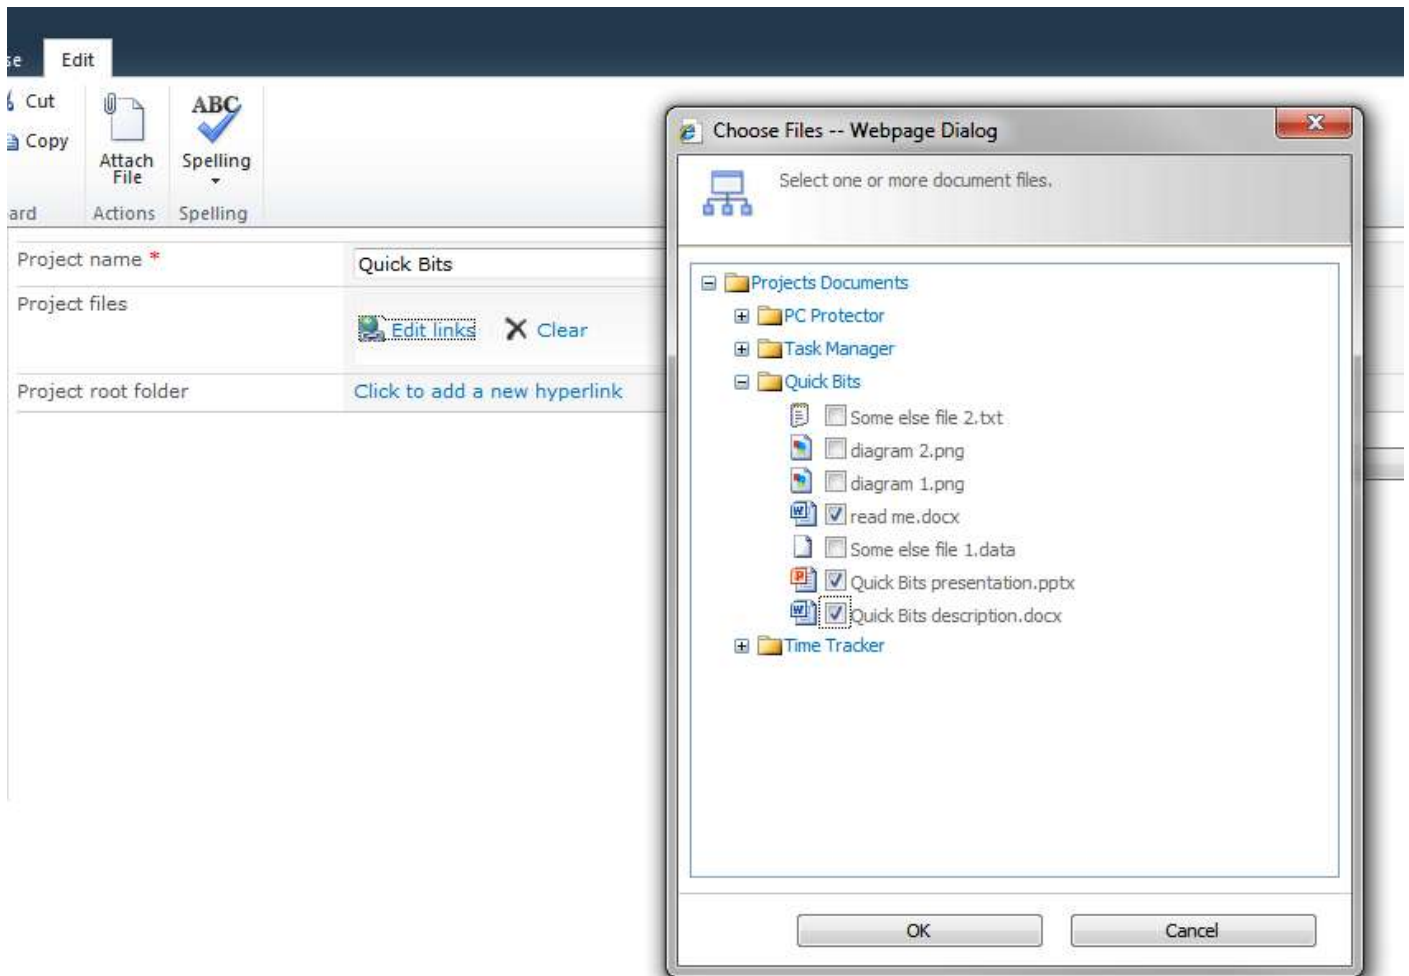 Edit
Cut
Copy
Attach
File
ABC
Spelling
Actions
Spelling
Project name *
Quick Bits
Project files
Edit links
Clear
Project root folder
Click to add a new hyperlink
Choose Files -- Webpage Dialog
Select one or more document files.
Projects Documents
PC Protector
Task Manager
Quick Bits
Some else file 2.txt
diagram 2.png
diagram 1.png
read me.docx
Some else file 1.data
Quick Bits presentation.pptx
Quick Bits description.docx
Time Tracker
OK
Cancel